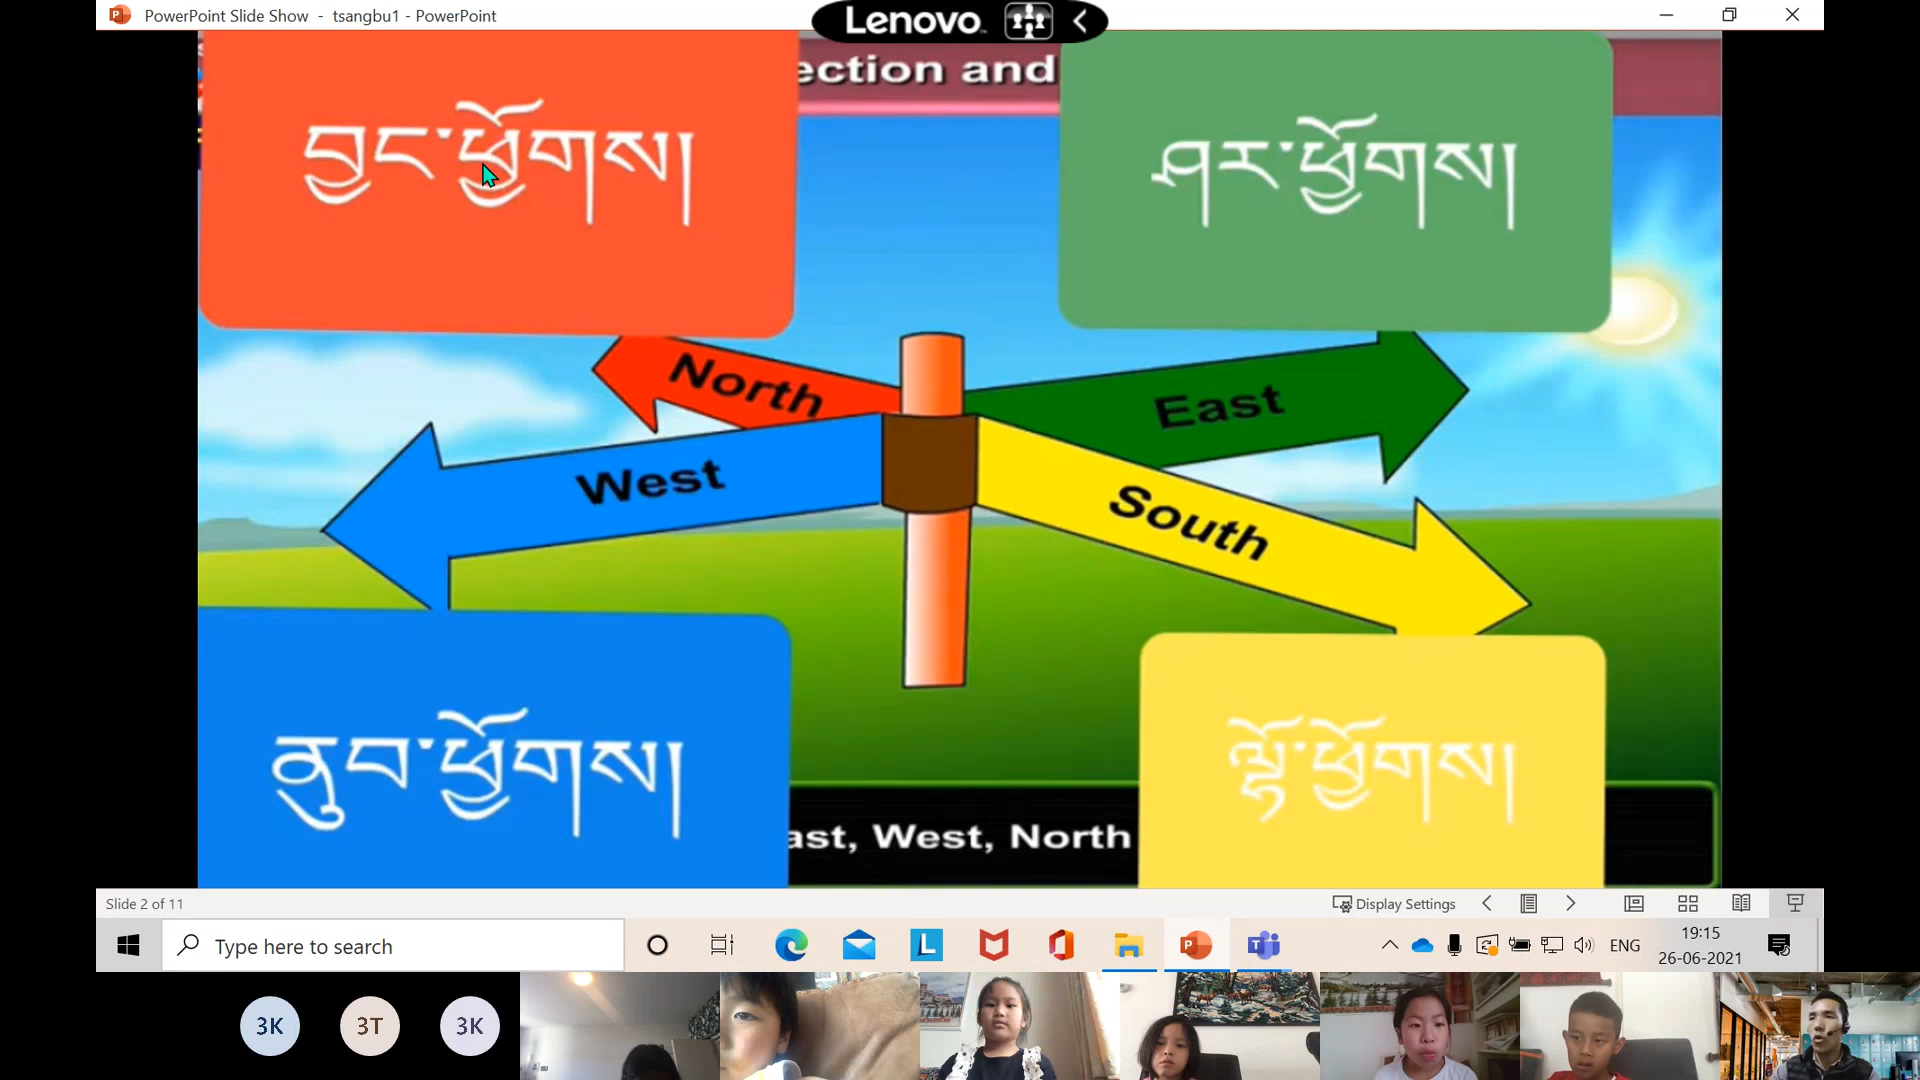 PowerPoint Slide Show - tsangbu1 - PowerPoint
Lenovo
ection and
བྱང་ཕྱོགས།
ཤར་ཕྱོགས།
North
East
West
South
ནུབ་ཕྱོགས།
ལྷོ་ཕྱོགས།
ast, West, North
Slide 2 of 11
Display Settings
Type here to search
ENG
19:15
26-06-2021
3K
3T
3K